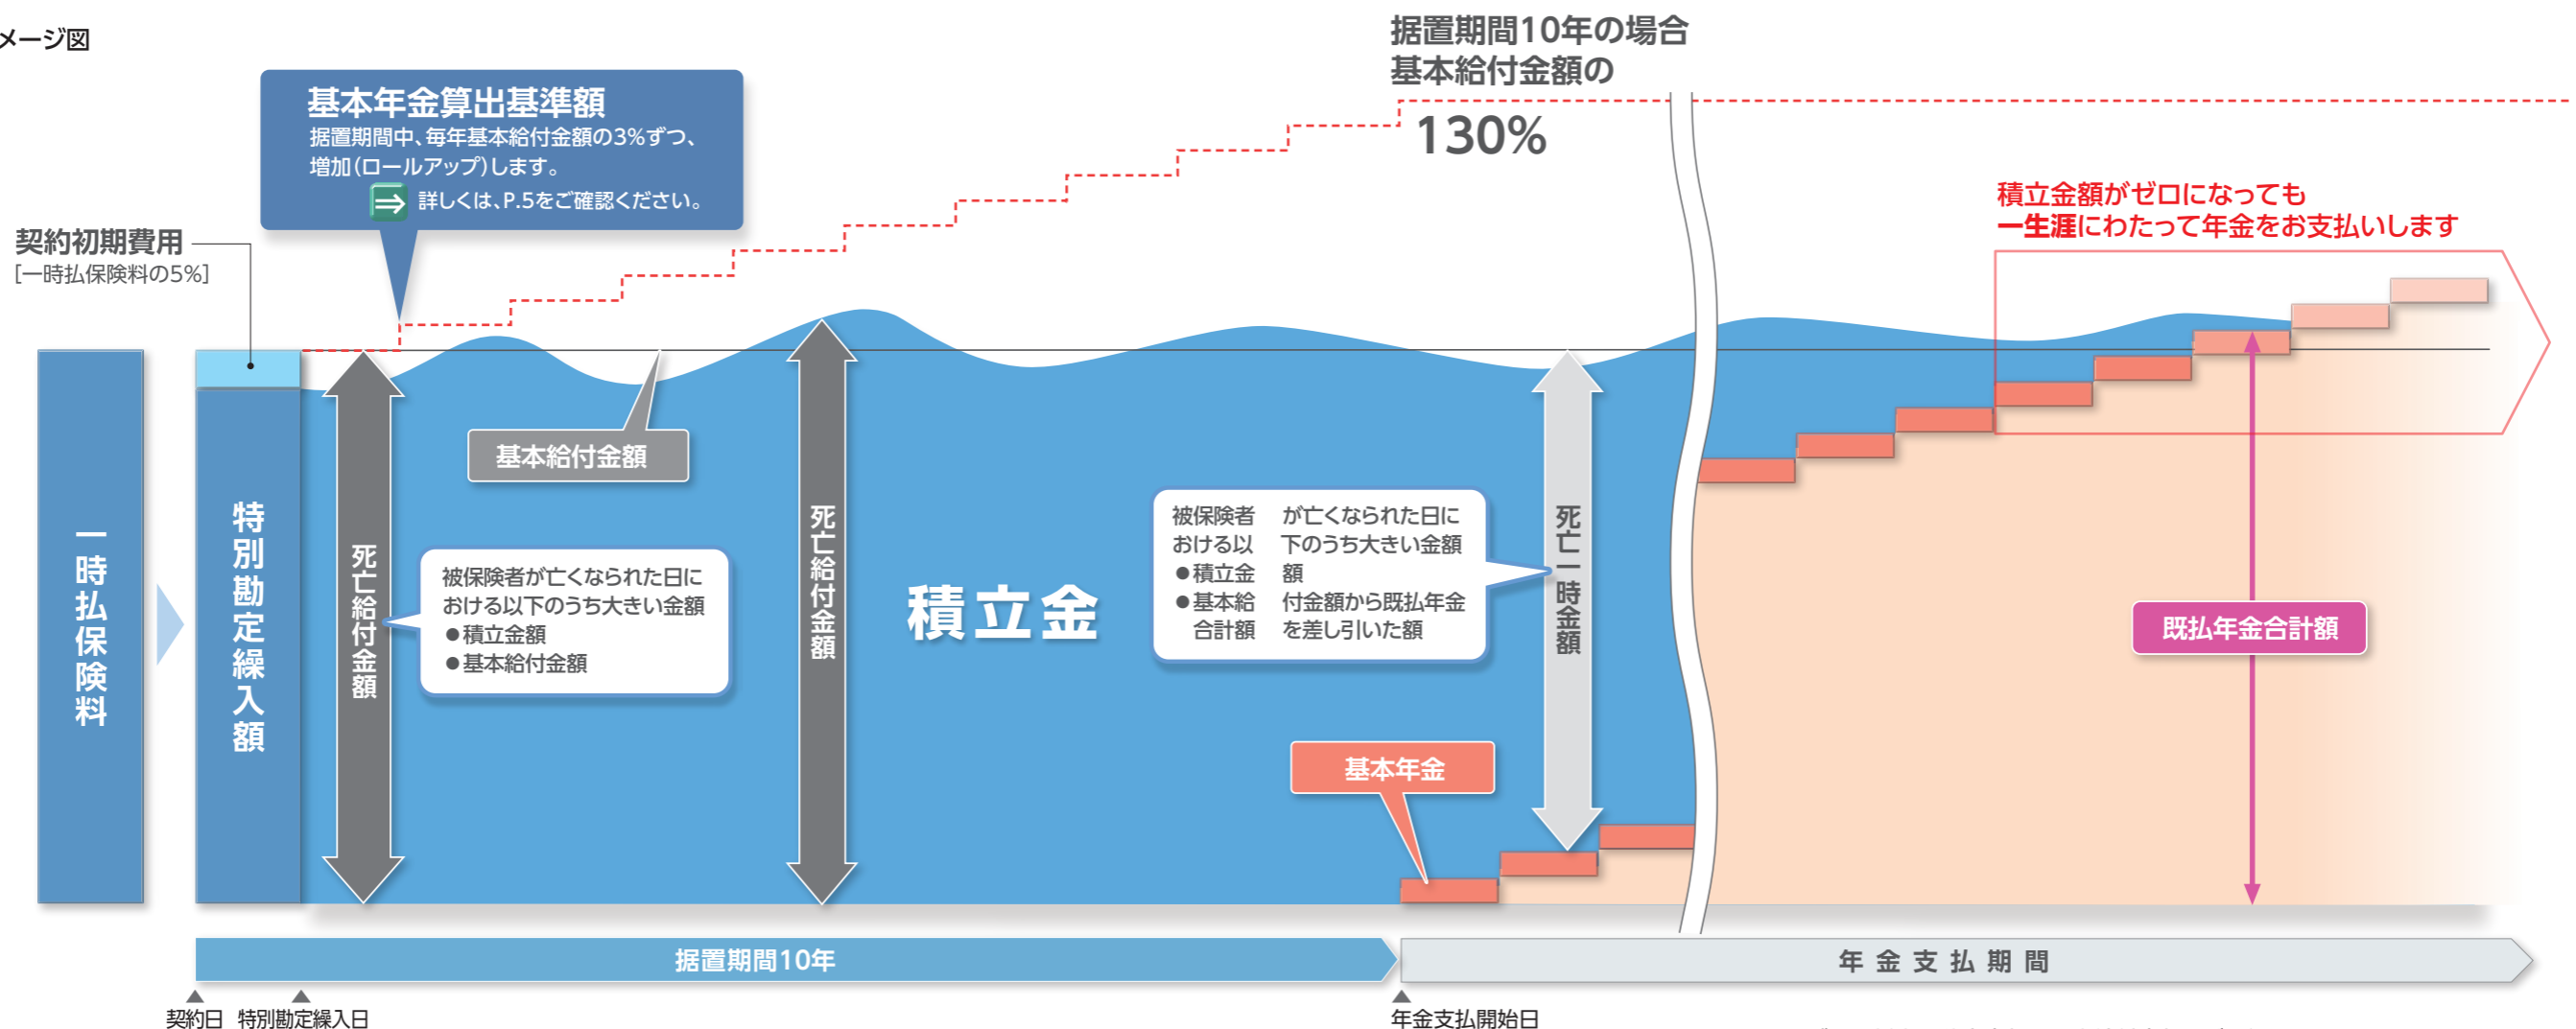 メージ図
据置期間10年の場合
基本給付金額の
130%
基本年金算出基準額
据置期間中、毎年基本給付金額の3%ずつ、
増加(ロールアップ)します。
詳しくは、P.5をご確認ください。
契約初期費用
[一時払保険料の5%]
積立金額がゼロになっても
一生涯にわたって年金をお支払いします
一時払保険料
特別勘定繰入額
死亡給付金額
基本給付金額
被保険者が亡くなられた日に
おける以下のうち大きい金額
●積立金額
●基本給付金額
死亡給付金額
積立金
被保険者 が亡くなられた日に
おける以 下のうち大きい金額
●積立金 額
●基本給 付金額から既払年金
合計額 を差し引いた額
死亡一時金額
基本年金
既払年金合計額
据置期間10年
年金支払期間
契約日 特別勘定繰入日
年金支払開始日